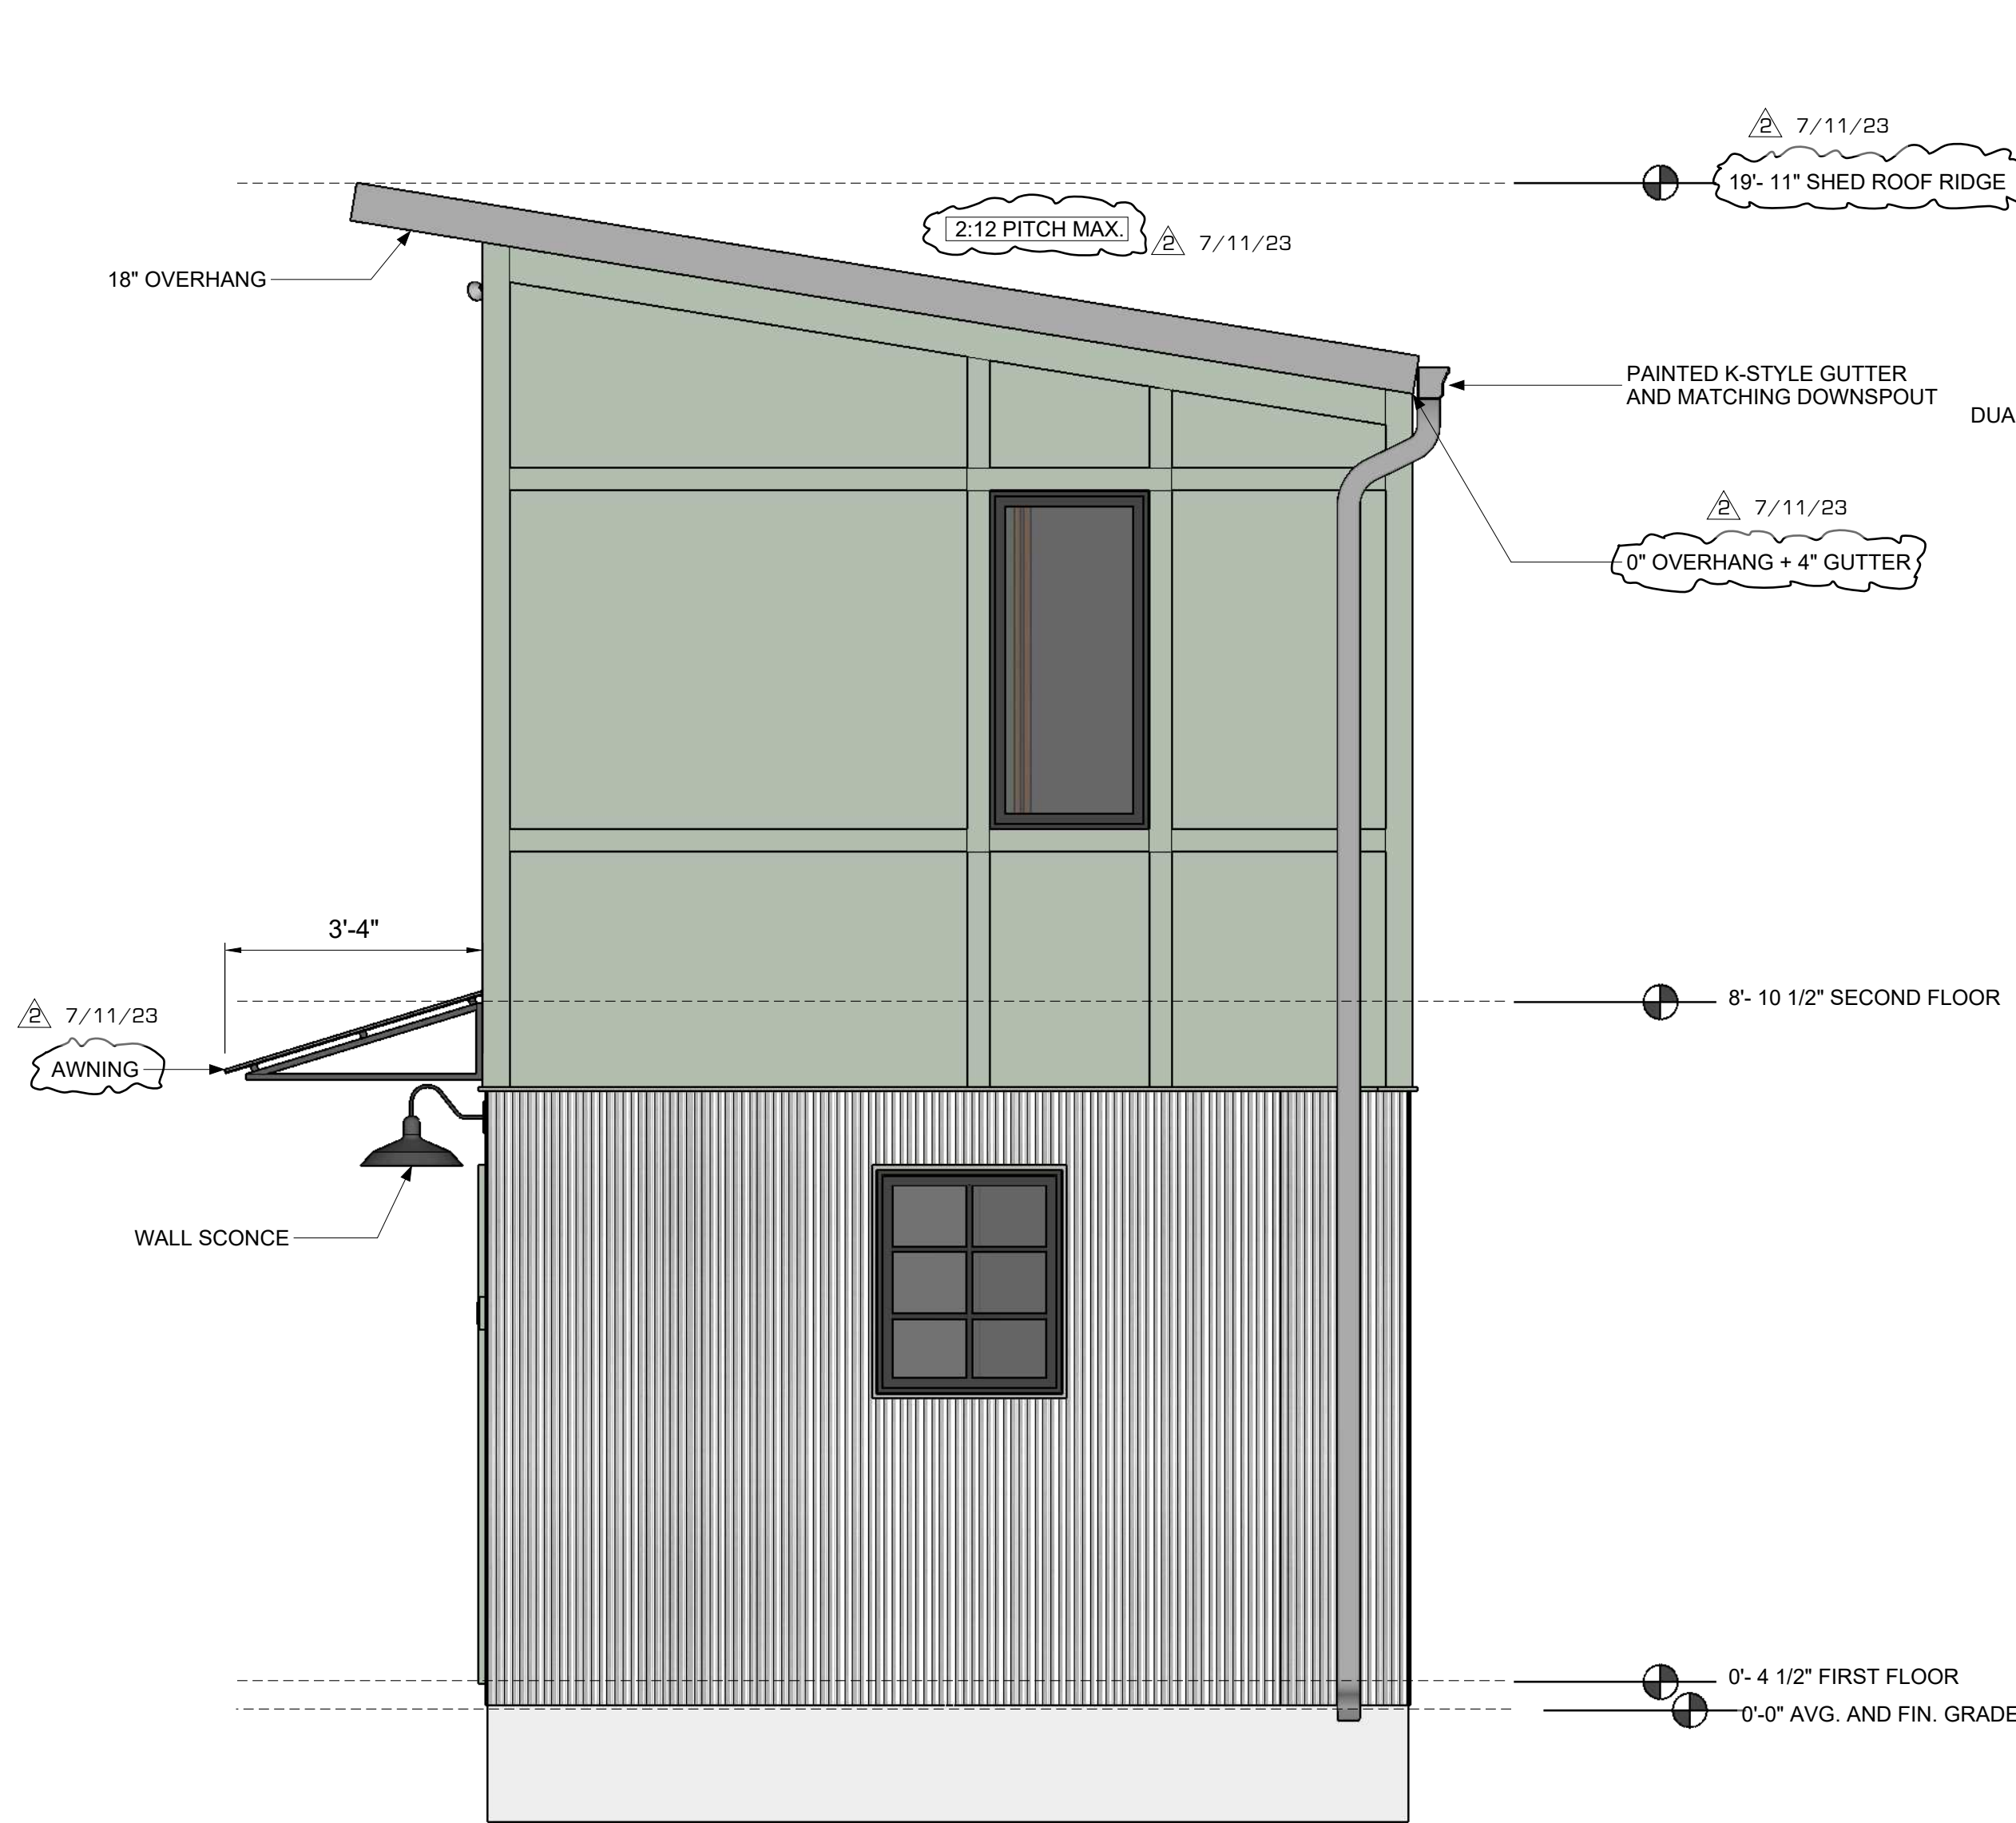 2 7/11/23
19'- 11" SHED ROOF RIDGE
2:12 PITCH MAX.
2 7/11/23
18" OVERHANG
PAINTED K-STYLE GUTTER
AND MATCHING DOWNSPOUT
DUA
2 7/11/23
0" OVERHANG + 4" GUTTER
3'-4"
8'- 10 1/2" SECOND FLOOR
2 7/11/23
AWNING
WALL SCONCE
0'- 4 1/2" FIRST FLOOR
0'-0" AVG. AND FIN. GRADE